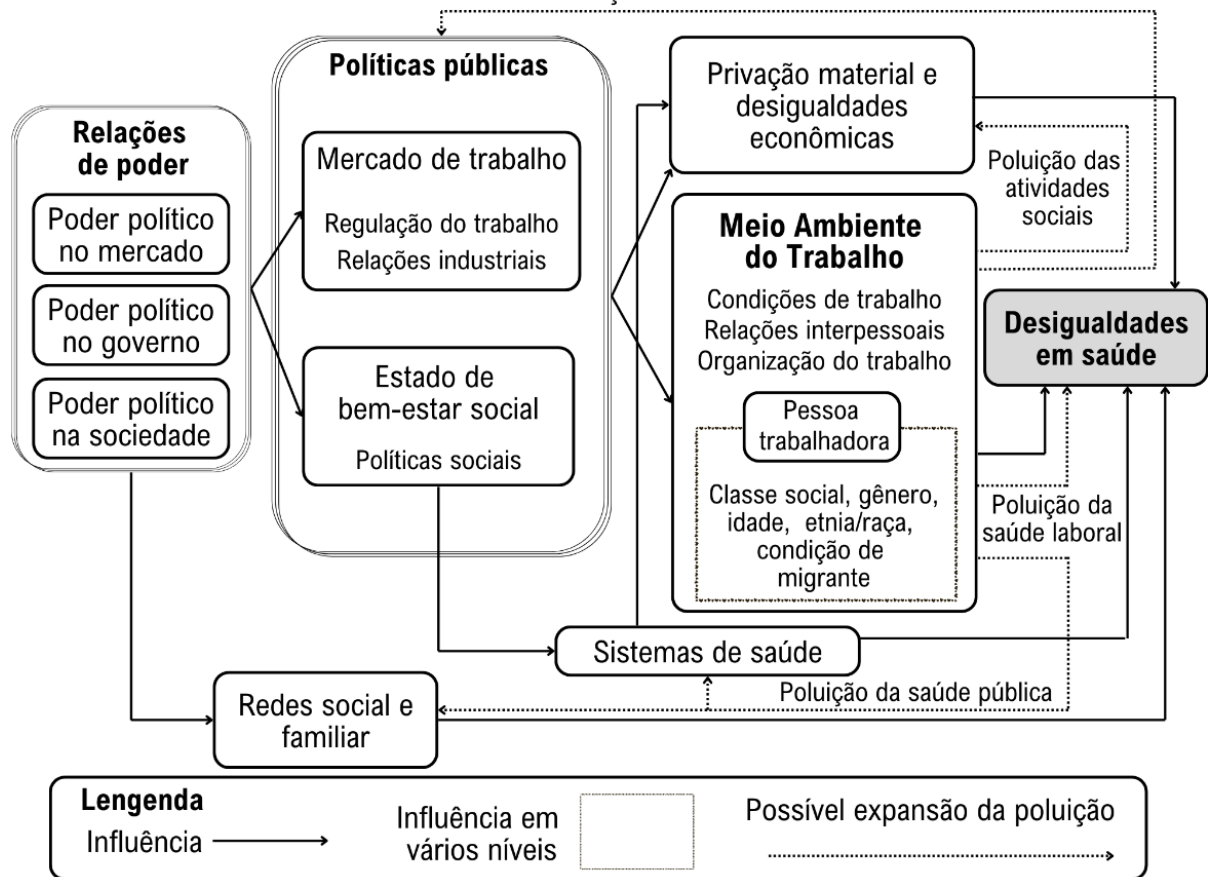 Relações
de poder
Poder político
no mercado
Poder político
no governo
Poder político
na sociedade
Políticas públicas
Mercado de trabalho
Regulação do trabalho
Relações industriais
Estado de
bem-estar social
Políticas sociais
Privação material e
desigualdades
econômicas
Poluição das
atividades
sociais
Meio Ambiente
do Trabalho
Condições de trabalho
Relações interpessoais
Organização do trabalho
Pessoa
trabalhadora
Classe social, gênero,
idade, etnia/raça,
condição de
migrante
Desigualdades
em saúde
Poluição da
saúde laboral
Sistemas de saúde
Poluição da saúde pública
Redes social e
familiar
Lengenda
Influência
Influência em
vários níveis
Possível expansão da poluição